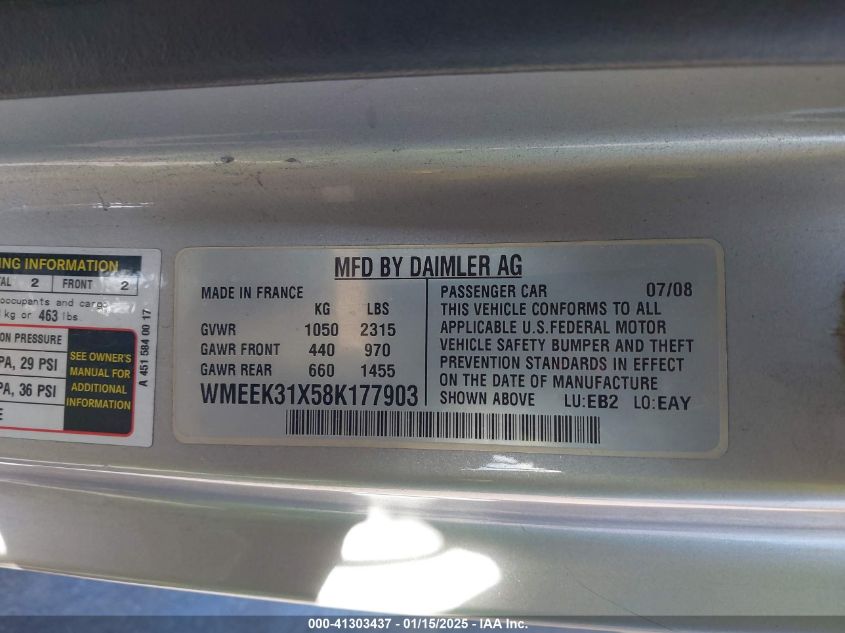 NG INFORMATION
TAL 2 FRONT 2
occupants and cargo
kg or 463 lbs.
ON PRESSURE
PA, 29 PSI
PA, 36 PSI
SEE OWNER'S
MANUAL FOR
ADDITIONAL
INFORMATION
A 451 584 00 17
MFD BY DAIMLER AG
MADE IN FRANCE
KG LBS
GVWR 1050 2315
GAWR FRONT 440 970
GAWR REAR 660 1455
WMEEK31X58K177903
PASSENGER CAR 07/08
THIS VEHICLE CONFORMS TO ALL
APPLICABLE U.S.FEDERAL MOTOR
VEHICLE SAFETY BUMPER AND THEFT
PREVENTION STANDARDS IN EFFECT
ON THE DATE OF MANUFACTURE
SHOWN ABOVE LU:EB2 LO:EAY
000-41303437 - 01/15/2025 - IAA Inc.